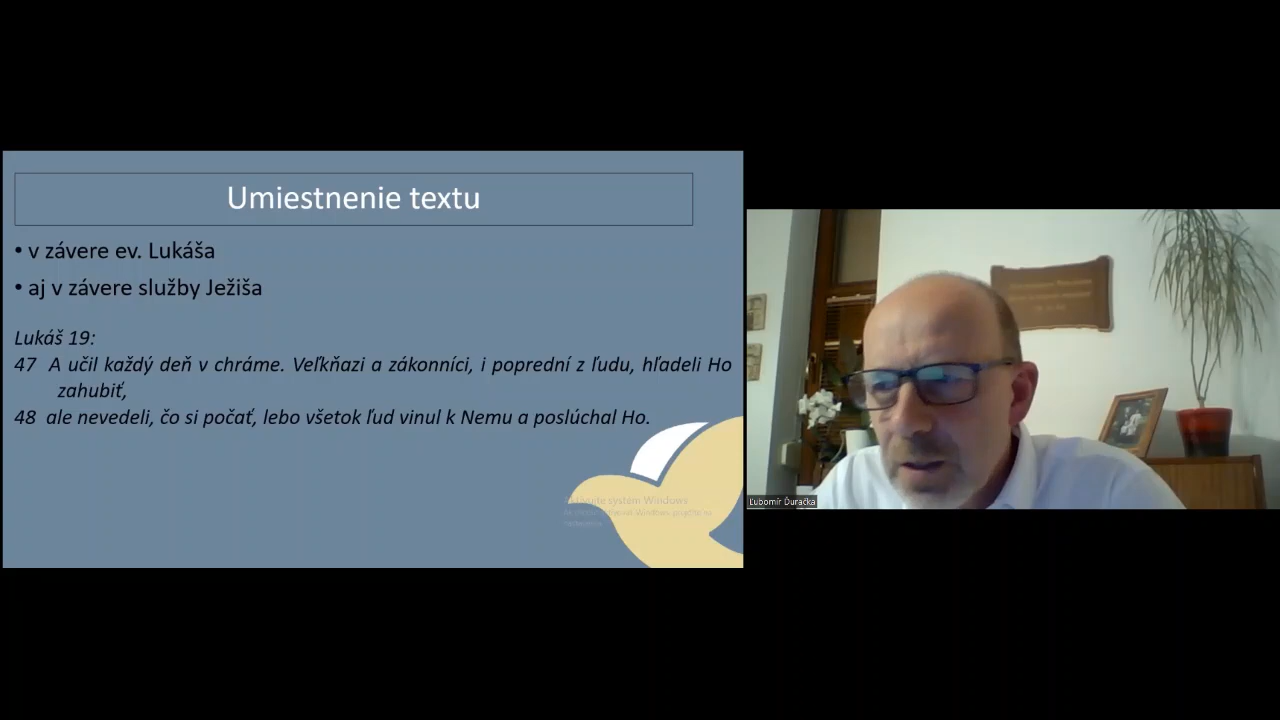 Umiestnenie textu
• v závere ev. Lukáša
• aj v závere služby Ježiša
Lukáš 19:
47 A učil každý deň v chráme. Veľkňazi a zákonníci, i poprední z ľudu, hľadeli Ho
zahubiť,
48 ale nevedeli, čo si počať, lebo všetok ľud vinul k Nemu a poslúchal Ho.
systém Windows
Ľubomír Ďuračka